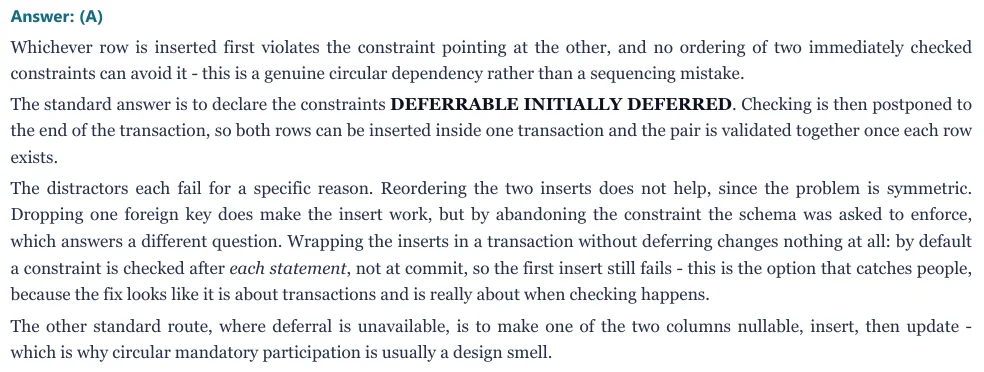 Answer: (A)
Whichever row is inserted first violates the constraint pointing at the other, and no ordering of two immediately checked
constraints can avoid it - this is a genuine circular dependency rather than a sequencing mistake.
The standard answer is to declare the constraints DEFERRABLE INITIALLY DEFERRED. Checking is then postponed to
the end of the transaction, so both rows can be inserted inside one transaction and the pair is validated together once each row
exists.
The distractors each fail for a specific reason. Reordering the two inserts does not help, since the problem is symmetric.
Dropping one foreign key does make the insert work, but by abandoning the constraint the schema was asked to enforce,
which answers a different question. Wrapping the inserts in a transaction without deferring changes nothing at all: by default
a constraint is checked after each statement, not at commit, so the first insert still fails - this is the option that catches people,
because the fix looks like it is about transactions and is really about when checking happens.
The other standard route, where deferral is unavailable, is to make one of the two columns nullable, insert, then update -
which is why circular mandatory participation is usually a design smell.